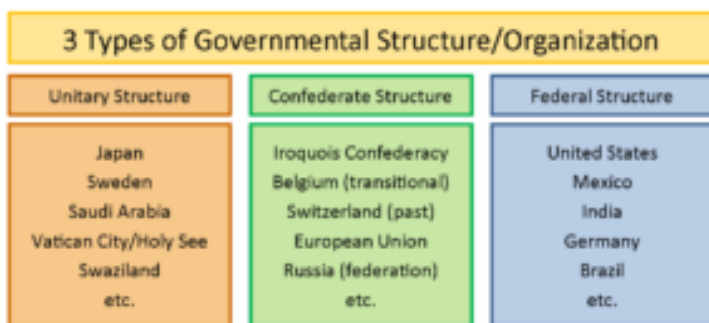 3 Types of Governmental Structure/Organization
Unitary Structure
Japan
Sweden
Saudi Arabia
Vatican City/Holy See
Swaziland
etc.
Confederate Structure
Iroquois Confederacy
Belgium (transitional)
Switzerland (past)
European Union
Russia (federation)
etc.
Federal Structure
United States
Mexico
India
Germany
Brazil
etc.